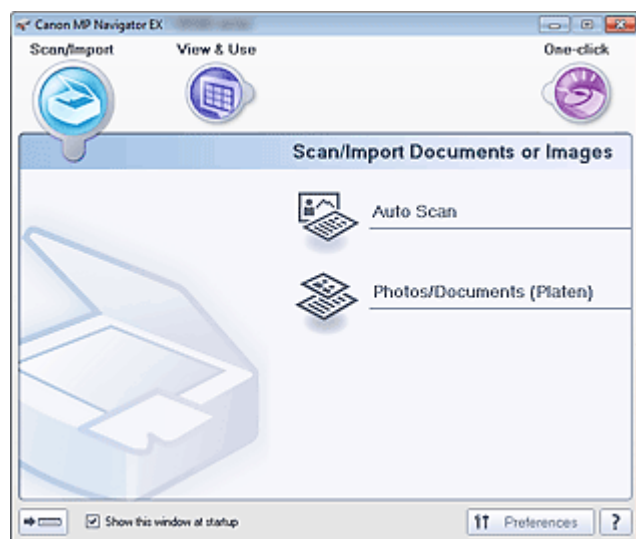 Canon MP Navigator EX
Scan/Import
View & Use
One-click
Scan/Import Documents or Images
Auto Scan
Photos/Documents (Platen)
Show this window at startup
Preferences
?